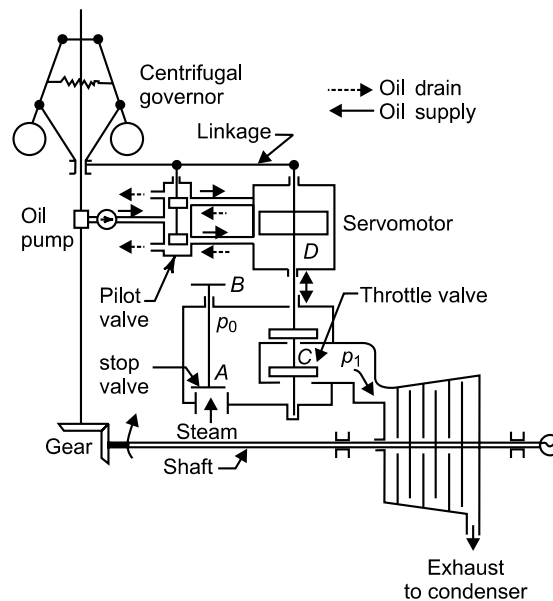 Centrifugal
governor
Oil drain
Oil supply
Linkage
Oil
pump
Servomotor
D
Pilot
valve
B
Throttle valve
p0
stop
valve
A
C
p1
Steam
Gear
Shaft
Exhaust
to condenser